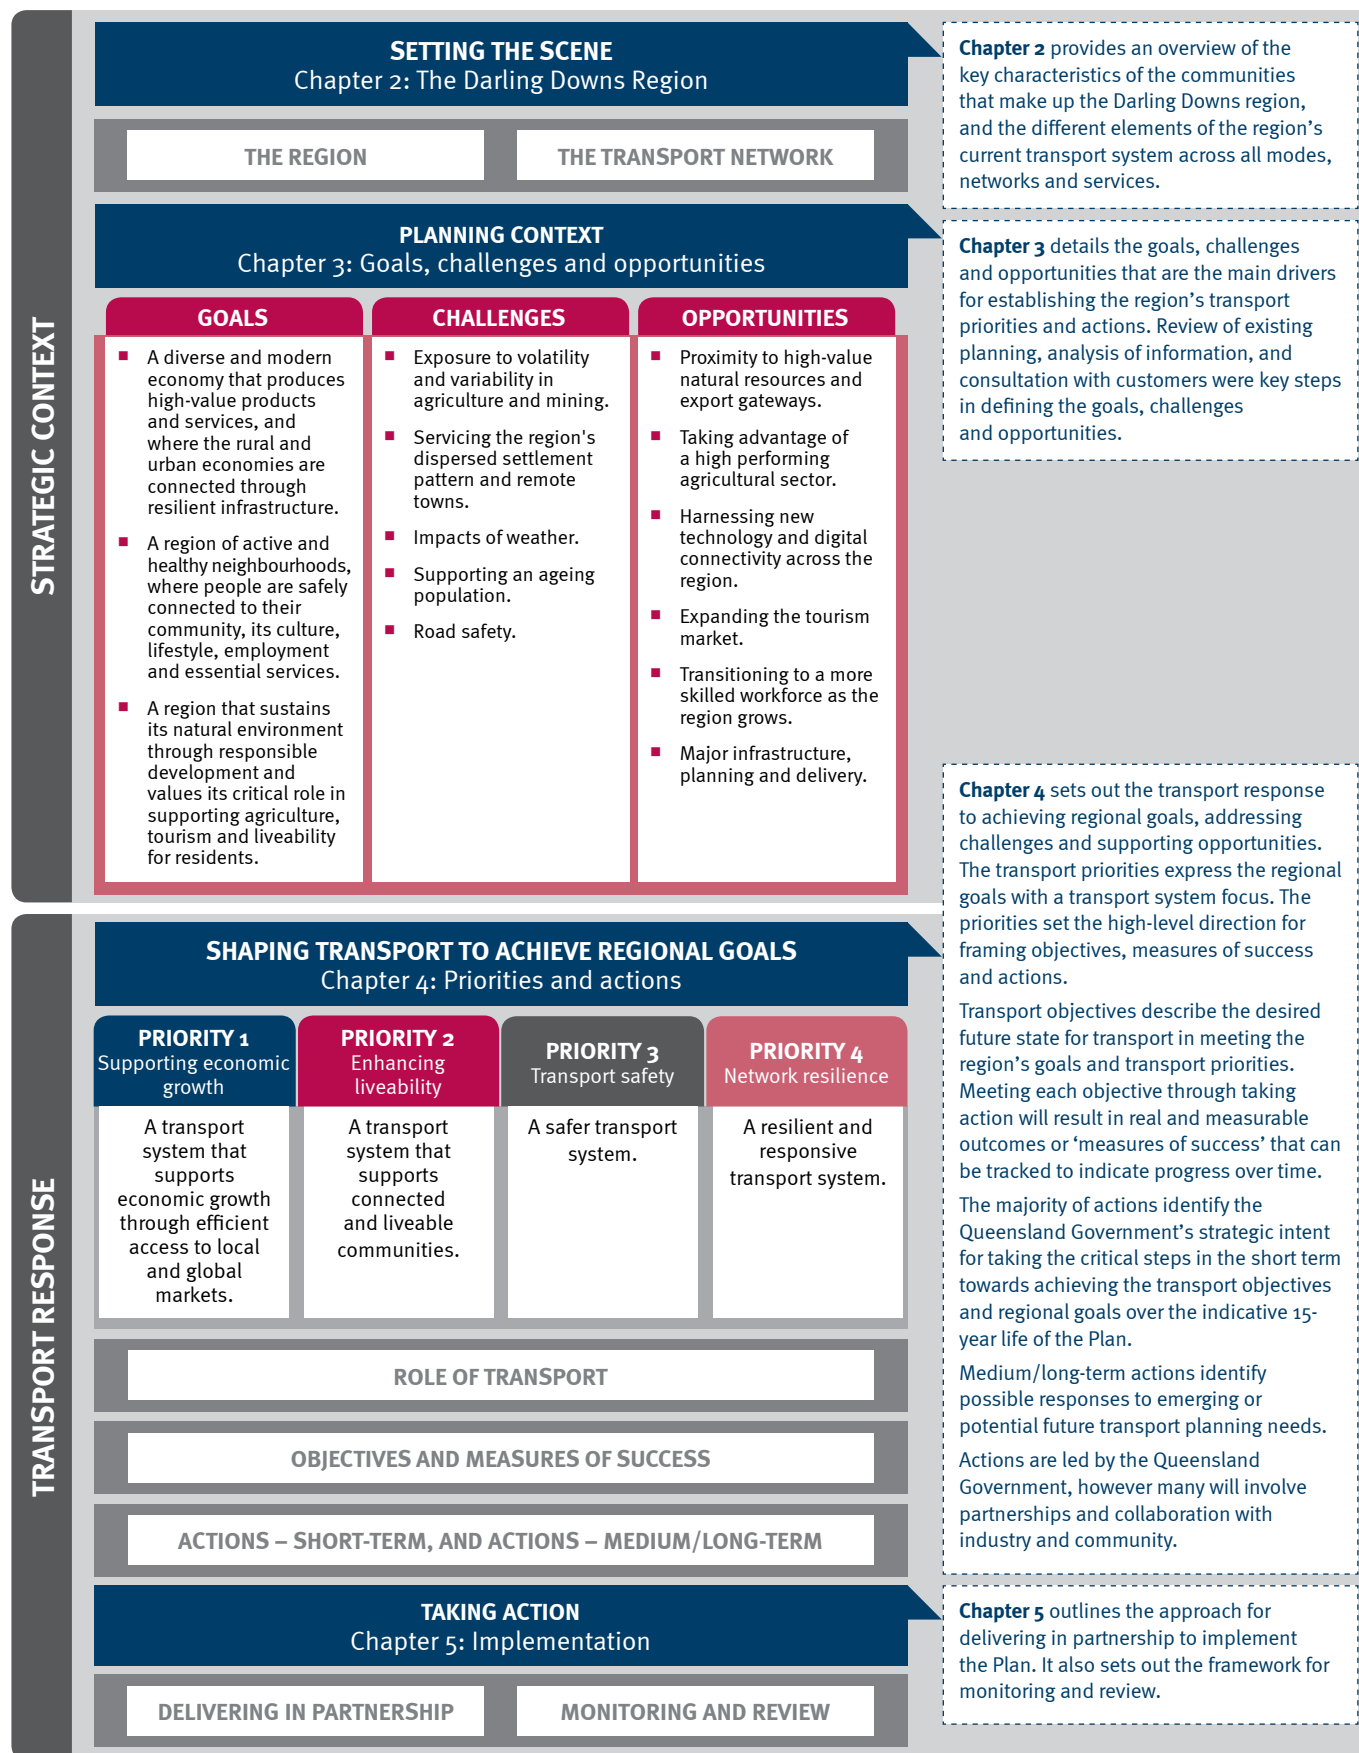 STRATEGIC CONTEXT
SETTING THE SCENE
Chapter 2: The Darling Downs Region
THE REGION
THE TRANSPORT NETWORK
Chapter 2 provides an overview of the
key characteristics of the communities
that make up the Darling Downs region,
and the different elements of the region’s
current transport system across all modes,
networks and services.
PLANNING CONTEXT
Chapter 3: Goals, challenges and opportunities
Chapter 3 details the goals, challenges
and opportunities that are the main drivers
for establishing the region’s transport
priorities and actions. Review of existing
planning, analysis of information, and
consultation with customers were key steps
in defining the goals, challenges
and opportunities.
GOALS
A diverse and modern
economy that produces
high-value products
and services, and
where the rural and
urban economies are
connected through
resilient infrastructure.
A region of active and
healthy neighbourhoods,
where people are safely
connected to their
community, its culture,
lifestyle, employment
and essential services.
A region that sustains
its natural environment
through responsible
development and
values its critical role in
supporting agriculture,
tourism and liveability
for residents.
CHALLENGES
Exposure to volatility
and variability in
agriculture and mining.
Servicing the region's
dispersed settlement
pattern and remote
towns.
Impacts of weather.
Supporting an ageing
population.
Road safety.
OPPORTUNITIES
Proximity to high-value
natural resources and
export gateways.
Taking advantage of
a high performing
agricultural sector.
Harnessing new
technology and digital
connectivity across the
region.
Expanding the tourism
market.
Transitioning to a more
skilled workforce as the
region grows.
Major infrastructure,
planning and delivery.
TRANSPORT RESPONSE
SHAPING TRANSPORT TO ACHIEVE REGIONAL GOALS
Chapter 4: Priorities and actions
PRIORITY 1
Supporting economic
growth
A transport
system that
supports
economic growth
through efficient
access to local
and global
markets.
PRIORITY 2
Enhancing
liveability
A transport
system that
supports
connected
and liveable
communities.
PRIORITY 3
Transport safety
A safer transport
system.
PRIORITY 4
Network resilience
A resilient and
responsive
transport system.
ROLE OF TRANSPORT
OBJECTIVES AND MEASURES OF SUCCESS
ACTIONS – SHORT-TERM, AND ACTIONS – MEDIUM/LONG-TERM
Chapter 4 sets out the transport response
to achieving regional goals, addressing
challenges and supporting opportunities.
The transport priorities express the regional
goals with a transport system focus. The
priorities set the high-level direction for
framing objectives, measures of success
and actions.
Transport objectives describe the desired
future state for transport in meeting the
region’s goals and transport priorities.
Meeting each objective through taking
action will result in real and measurable
outcomes or ‘measures of success’ that can
be tracked to indicate progress over time.
The majority of actions identify the
Queensland Government’s strategic intent
for taking the critical steps in the short term
towards achieving the transport objectives
and regional goals over the indicative 15-
year life of the Plan.
Medium/long-term actions identify
possible responses to emerging or
potential future transport planning needs.
Actions are led by the Queensland
Government, however many will involve
partnerships and collaboration with
industry and community.
TAKING ACTION
Chapter 5: Implementation
DELIVERING IN PARTNERSHIP
MONITORING AND REVIEW
Chapter 5 outlines the approach for
delivering in partnership to implement
the Plan. It also sets out the framework for
monitoring and review.